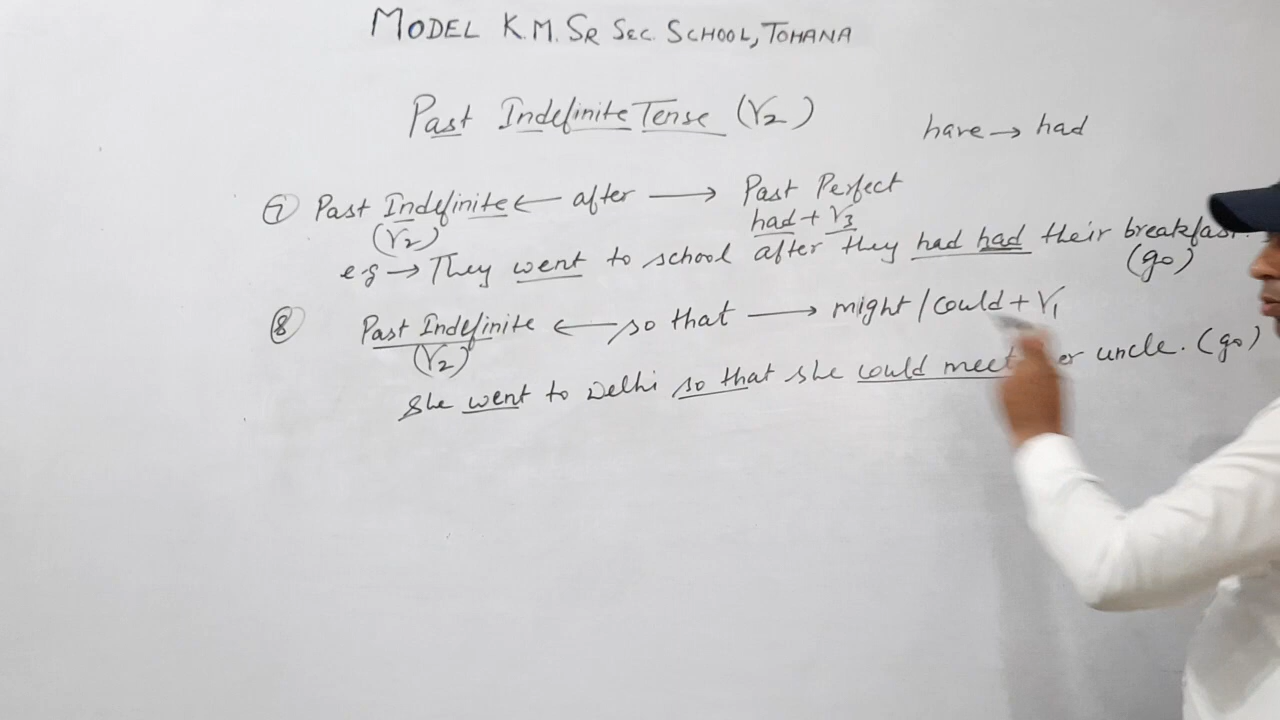 MODEL K.M. SR SEC. SCHOOL, TOHANA
Past Indefinite Tense (V2)
have → had
⑦ Past Indefinite ← after → Past Perfect
(V2) had + V3
eg → They went to school after they had had their breakfast.
(go)
⑧ Past Indefinite ← so that → might / could + V1
(V2)
She went to Delhi so that she could meet uncle. (go)